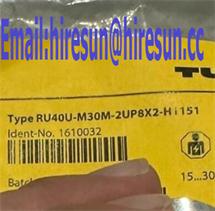 Email:hiresun@hiresun.cc
TU
Type RU40U-M30M-2UP8X2-H1151
Ident-No. 1610032
Batch
15...30